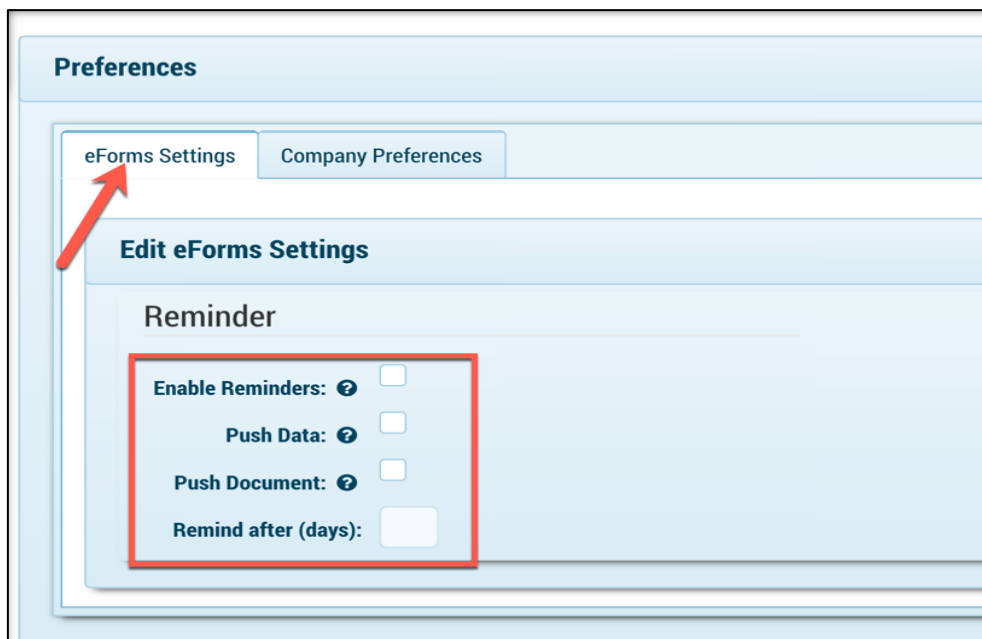 Preferences
eForms Settings Company Preferences
Edit eForms Settings
Reminder
Enable Reminders: ?
Push Data: ?
Push Document: ?
Remind after (days):